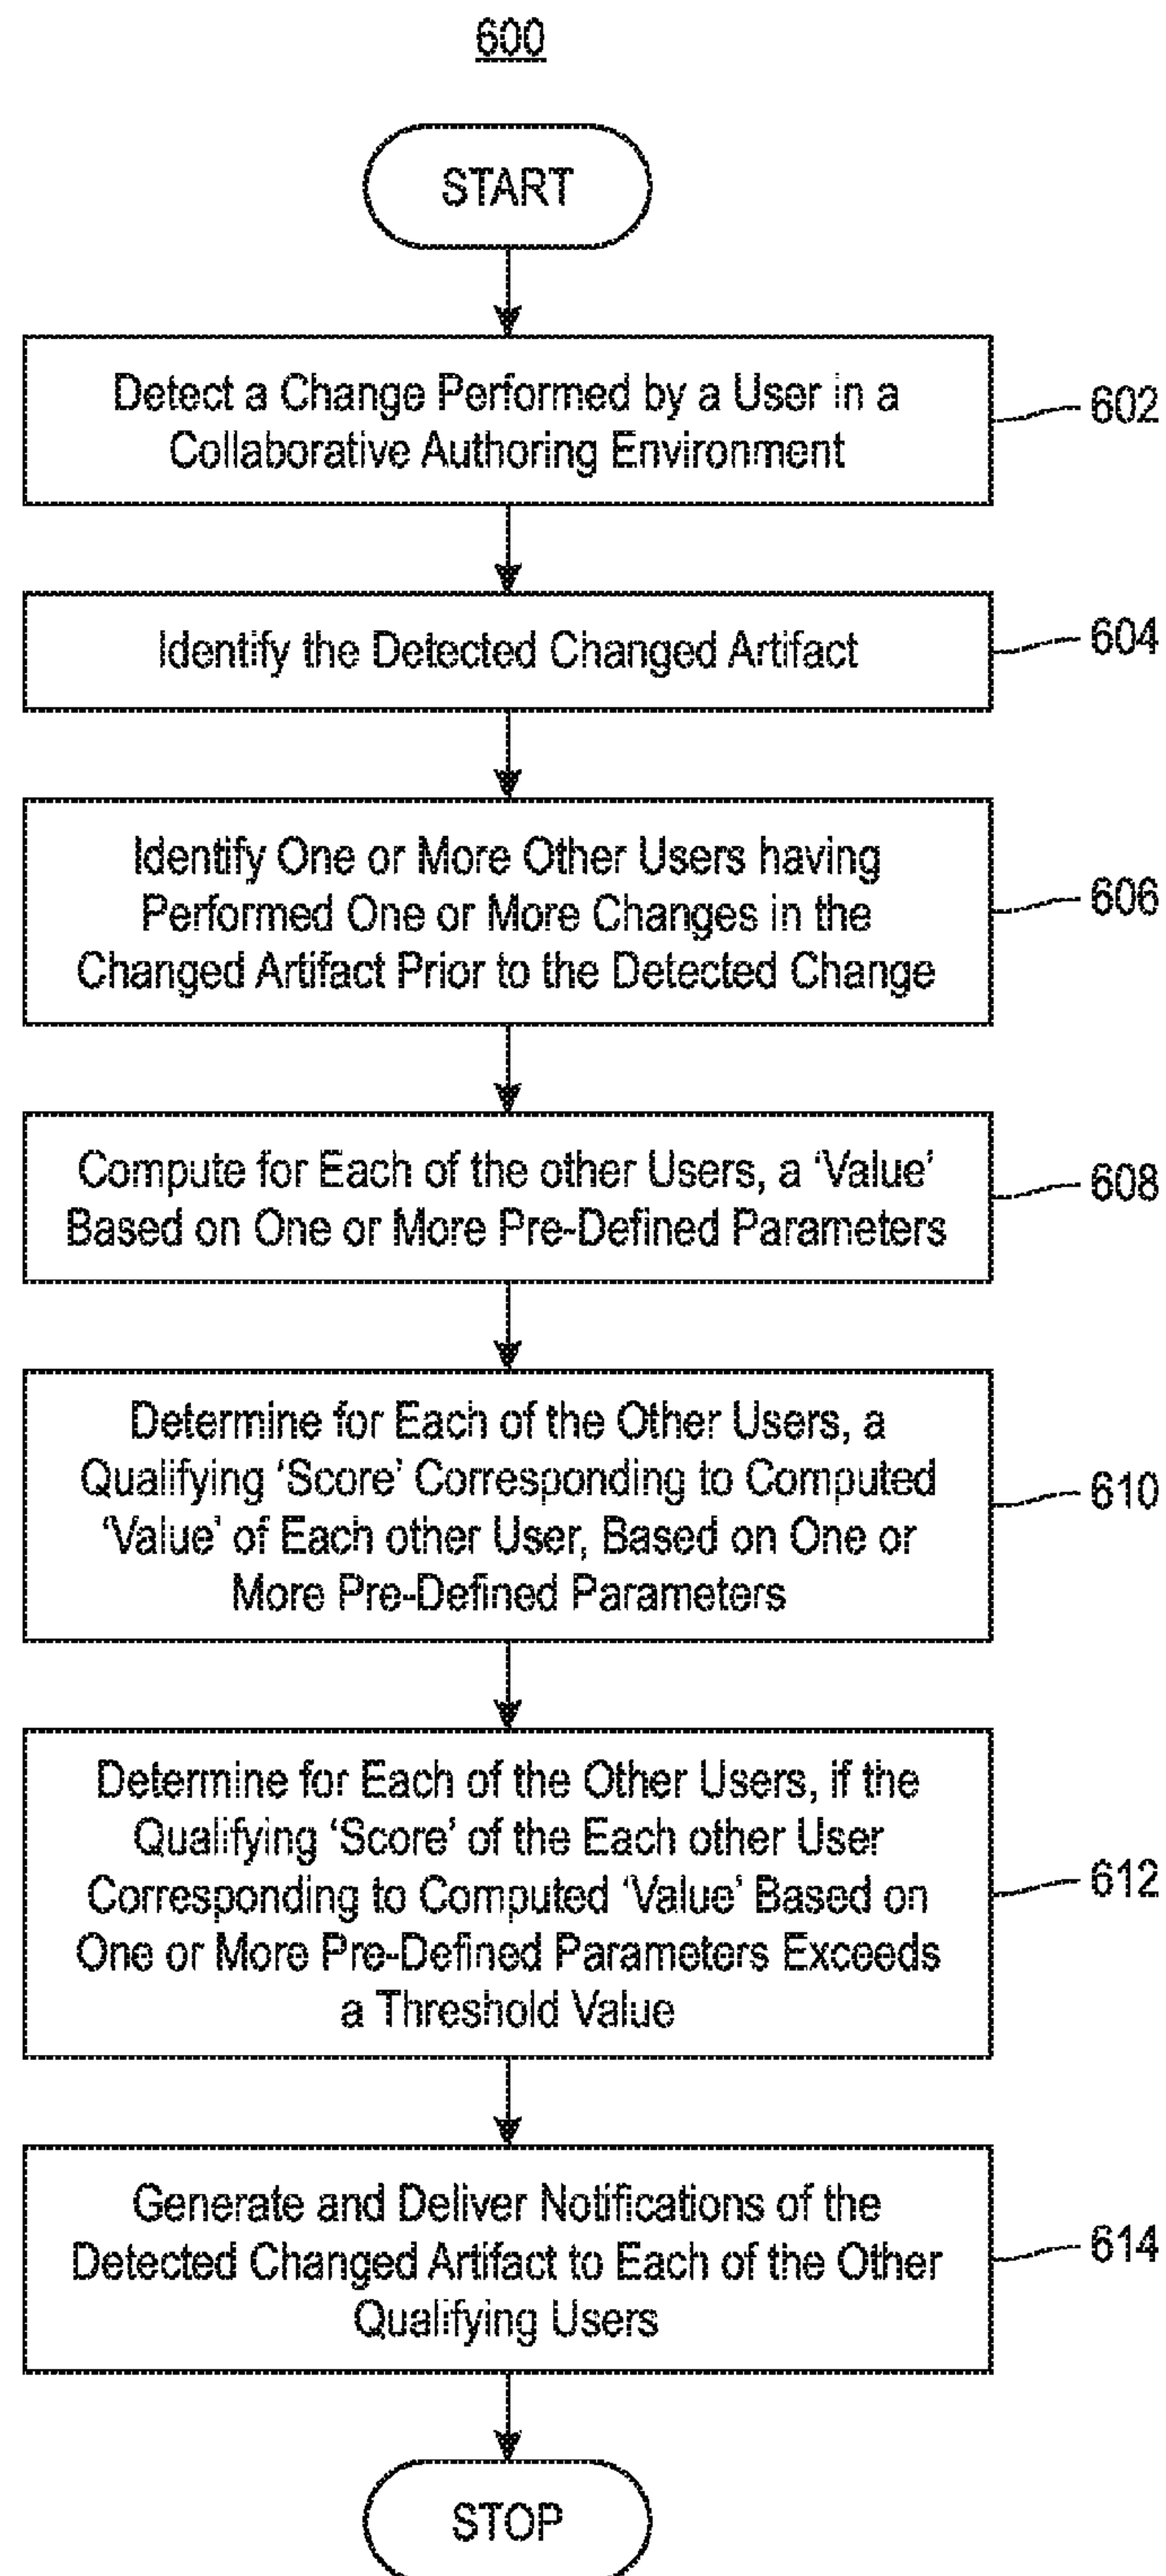 600
START
Detect a Change Performed by a User in a
Collaborative Authoring Environment
602
Identify the Detected Changed Artifact
604
Identify One or More Other Users having
Performed One or More Changes in the
Changed Artifact Prior to the Detected Change
606
Compute for Each of the other Users, a ‘Value’
Based on One or More Pre-Defined Parameters
608
Determine for Each of the Other Users, a
Qualifying ‘Score’ Corresponding to Computed
‘Value’ of Each other User, Based on One or
More Pre-Defined Parameters
610
Determine for Each of the Other Users, if the
Qualifying ‘Score’ of the Each other User
Corresponding to Computed ‘Value’ Based on
One or More Pre-Defined Parameters Exceeds
a Threshold Value
612
Generate and Deliver Notifications of the
Detected Changed Artifact to Each of the Other
Qualifying Users
614
STOP